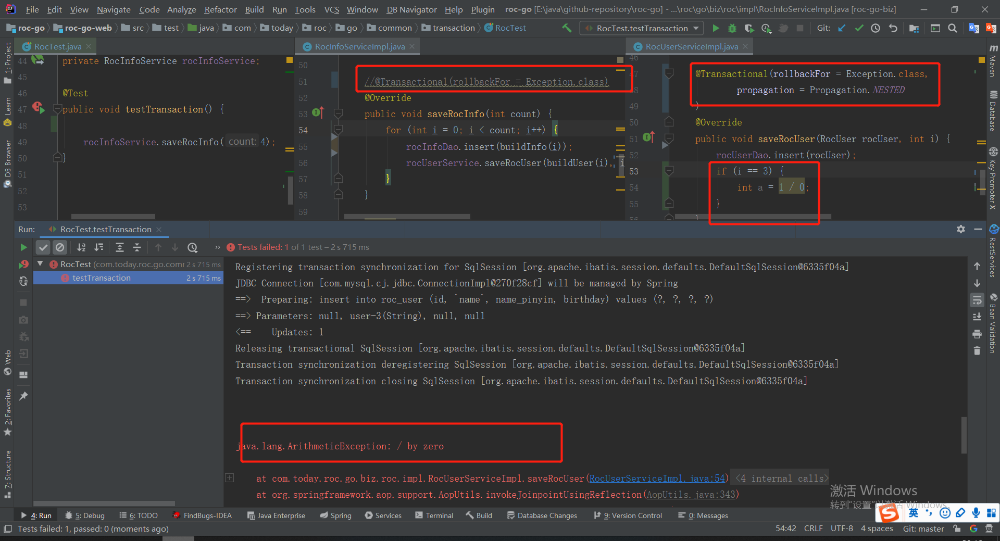 File Edit View Navigate Code Analyze Refactor Build Run Tools VCS Window DB Navigator Help Plugin roc-go [E:\java\github-repository\roc-go] - ...\roc\go\biz\roc\impl\RocInfoServiceImpl.java [roc-go-biz]
roc-go roc-go-web src test java com today roc go common transaction RocTest RocTest.testTransaction Git:
RocTest.java RocInfoServiceImpl.java RocUserServiceImpl.java
1: Project
Learn
DB Browser
Web
2: Favorites
Z: Structure
44 private RocInfoService rocInfoService;
45
46 @Test
47 public void testTransaction() {
48
49 rocInfoService.saveRocInfo( count: 4);
50 }
51
52
53
50
51 //@Transactional(rollbackFor = Exception.class)
52 @Override
53 public void saveRocInfo(int count) {
54 for (int i = 0; i < count; i++) {
55 rocInfoDao.insert(buildInfo(i));
56 rocUserService.saveRocUser(buildUser(i), i
57 }
58 }
59
46
47 @Transactional(rollbackFor = Exception.class,
48 propagation = Propagation.NESTED
49 )
50 @Override
51 public void saveRocUser(RocUser rocUser, int i) {
52 rocUserDao.insert(rocUser);
53 if (i == 3) {
54 int a = 1 / 0;
55 }
56 }
m Maven
Database
Key Promoter X
RestServices
Bean Validation
Run: RocTest.testTransaction
Tests failed: 1 of 1 test – 2 s 715 ms
RocTest (com.today.roc.go.comm 2 s 715 ms
testTransaction 2 s 715 ms
Registering transaction synchronization for SqlSession [org.apache.ibatis.session.defaults.DefaultSqlSession@6335f04a]
JDBC Connection [com.mysql.cj.jdbc.ConnectionImpl@270f28cf] will be managed by Spring
==>  Preparing: insert into roc_user (id, `name`, name_pinyin, birthday) values (?, ?, ?, ?)
==> Parameters: null, user-3(String), null, null
<==    Updates: 1
Releasing transactional SqlSession [org.apache.ibatis.session.defaults.DefaultSqlSession@6335f04a]
Transaction synchronization deregistering SqlSession [org.apache.ibatis.session.defaults.DefaultSqlSession@6335f04a]
Transaction synchronization closing SqlSession [org.apache.ibatis.session.defaults.DefaultSqlSession@6335f04a]
java.lang.ArithmeticException: / by zero
at com.today.roc.go.biz.roc.impl.RocUserServiceImpl.saveRocUser(RocUserServiceImpl.java:54) <4 internal calls>
at org.springframework.aop.support.AopUtils.invokeJoinpointUsingReflection(AopUtils.java:343)
激活 Windows
转到“设置”以激活 Windows。
英
4: Run 5: Debug 6: TODO FindBugs-IDEA Java Enterprise Spring Services Terminal Build Database Changes 9: Version Control 0: Messages
Tests failed: 1, passed: 0 (moments ago) 54:42 CRLF UTF-8 4 spaces Git: master